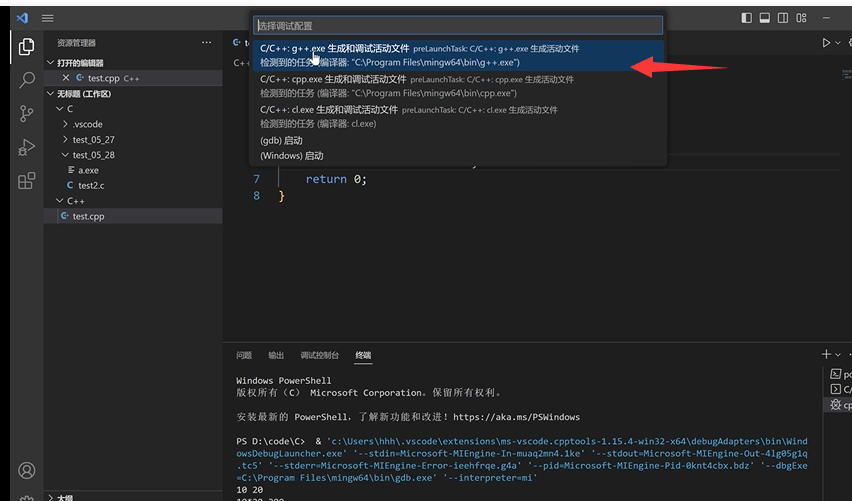 选择调试配置
C/C++: g++.exe 生成和调试活动文件 preLaunchTask: C/C++: g++.exe 生成活动文件
检测到的任务 (编译器: "C:\Program Files\mingw64\bin\g++.exe")
C/C++: cpp.exe 生成和调试活动文件 preLaunchTask: C/C++: cpp.exe 生成活动文件
检测到的任务 (编译器: "C:\Program Files\mingw64\bin\cpp.exe")
C/C++: cl.exe 生成和调试活动文件 preLaunchTask: C/C++: cl.exe 生成活动文件
检测到的任务 (编译器: cl.exe)
(gdb) 启动
(Windows) 启动
资源管理器
打开的编辑器
test.cpp C++
无标题 (工作区)
C
.vscode
test_05_27
test_05_28
a.exe
C test2.c
C++
test.cpp
7 return 0;
8 }
问题 输出 调试控制台 终端
Windows PowerShell
版权所有 (C) Microsoft Corporation。保留所有权利。
安装最新的 PowerShell，了解新功能和改进！https://aka.ms/PSWindows
PS D:\code\C> & 'c:\Users\hhh\.vscode\extensions\ms-vscode.cpptools-1.15.4-win32-x64\debugAdapters\bin\Wind
owsDebugLauncher.exe' '--stdin=Microsoft-MIEngine-In-muaq2mn4.1ke' '--stdout=Microsoft-MIEngine-Out-4lg05g1q
.tc5' '--stderr=Microsoft-MIEngine-Error-ieehfrqe.g4a' '--pid=Microsoft-MIEngine-Pid-0knt4cbx.bdz' '--dbgExe
=C:\Program Files\mingw64\bin\gdb.exe' '--interpreter=mi'
10 20